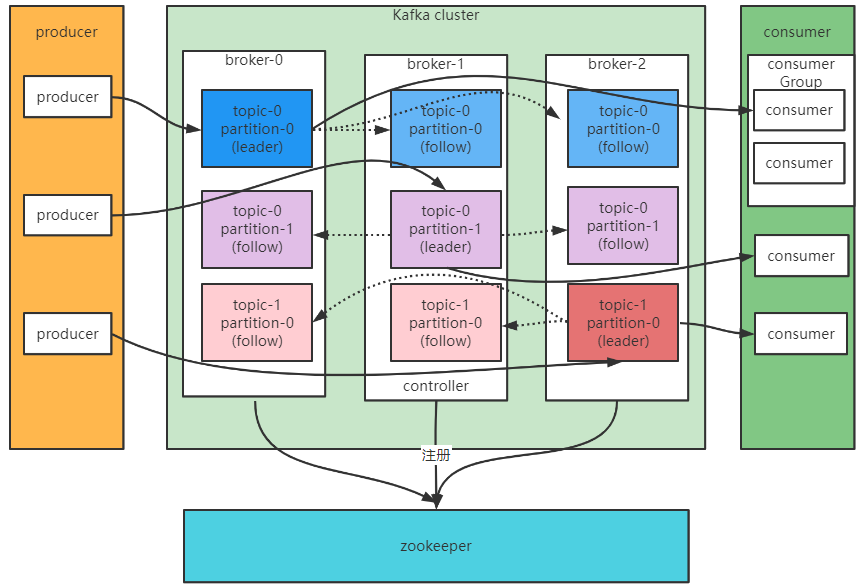 producer
producer
producer
producer
Kafka cluster
broker-0
topic-0
partition-0
(leader)
topic-0
partition-1
(follow)
topic-1
partition-0
(follow)
broker-1
topic-0
partition-0
(follow)
topic-0
partition-1
(leader)
topic-1
partition-0
(follow)
controller
broker-2
topic-0
partition-0
(follow)
topic-0
partition-1
(follow)
topic-1
partition-0
(leader)
consumer
consumer
Group
consumer
consumer
consumer
consumer
注册
zookeeper